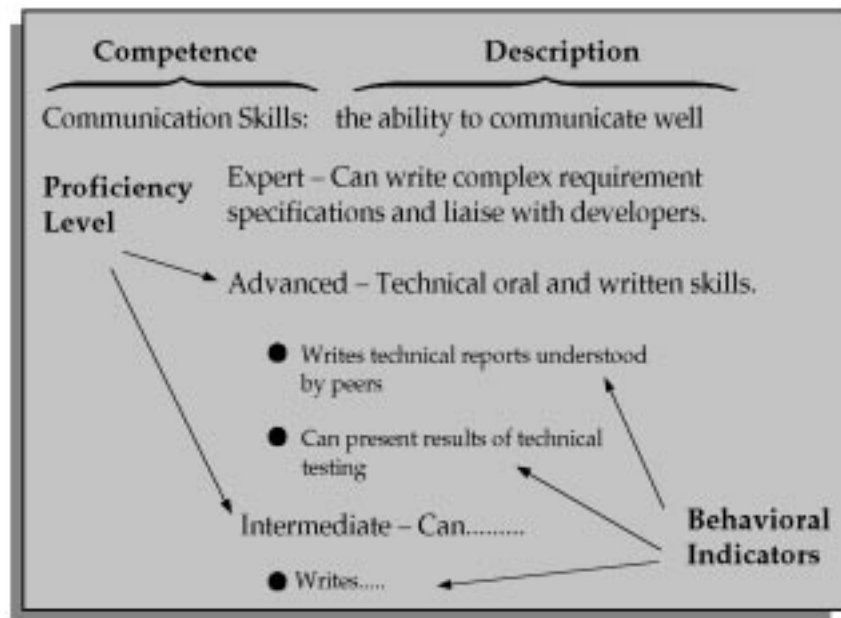 Competence Description
Communication Skills: the ability to communicate well
Proficiency
Level
Expert – Can write complex requirement
specifications and liaise with developers.
Advanced – Technical oral and written skills.
● Writes technical reports understood
by peers
● Can present results of technical
testing
Intermediate – Can.........
● Writes.....
Behavioral
Indicators